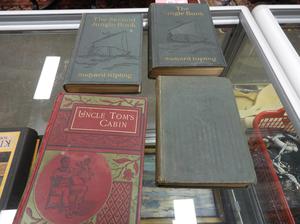 The Second
Jungle Book
Rudyard Kipling
The
Jungle Book
Rudyard Kipling
UNCLE TOM'S
CABIN